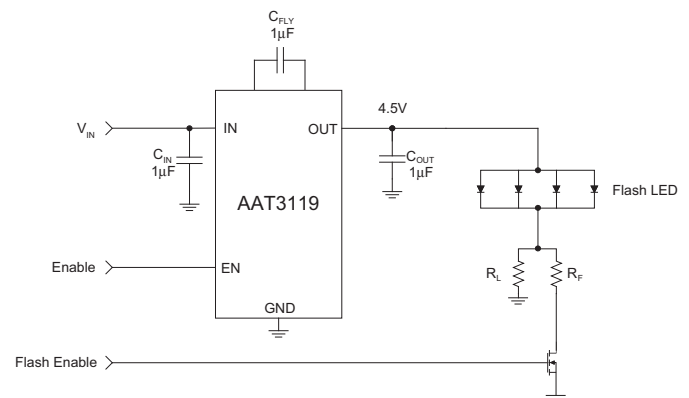 C_FLY
1μF
4.5V
V_IN
IN
OUT
C_IN
1μF
C_OUT
1μF
AAT3119
Flash LED
Enable
EN
R_L
R_F
GND
Flash Enable